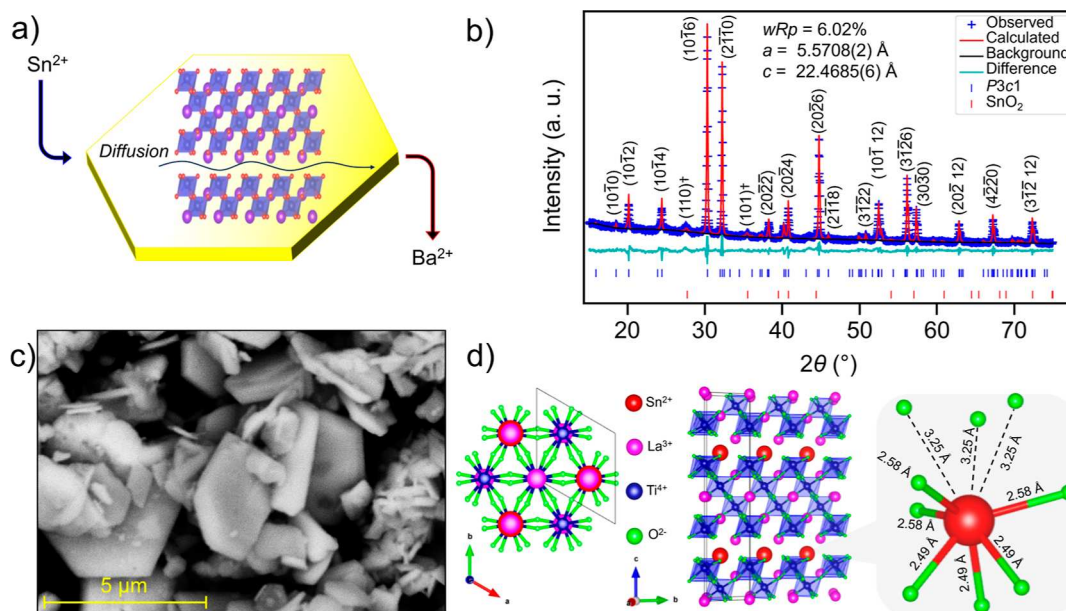 a)
Sn²⁺
Diffusion
Ba²⁺
b)
wRp = 6.02%
a = 5.5708(2) Å
c = 22.4685(6) Å
Observed
Calculated
Background
Difference
P3c1
SnO₂
(101̄0)
(101̄2)
(101̄4)
(110)†
(101̄6)
(21̄1̄0)
(101)†
(202̄2̄)
(202̄4)
(202̄6)
(21̄1̄8)
(31̄2̄2)
(101̄ 12)
(31̄2̄6)
(303̄0)
(202̄ 12)
(42̄2̄0)
(31̄2̄ 12)
Intensity (a. u.)
20 30 40 50 60 70
2θ (°)
c)
5 µm
d)
b
a
Sn²⁺
La³⁺
Ti⁴⁺
O²⁻
c
a
b
3.25 Å
3.25 Å
3.25 Å
2.58 Å
2.58 Å
2.58 Å
2.49 Å
2.49 Å
2.49 Å